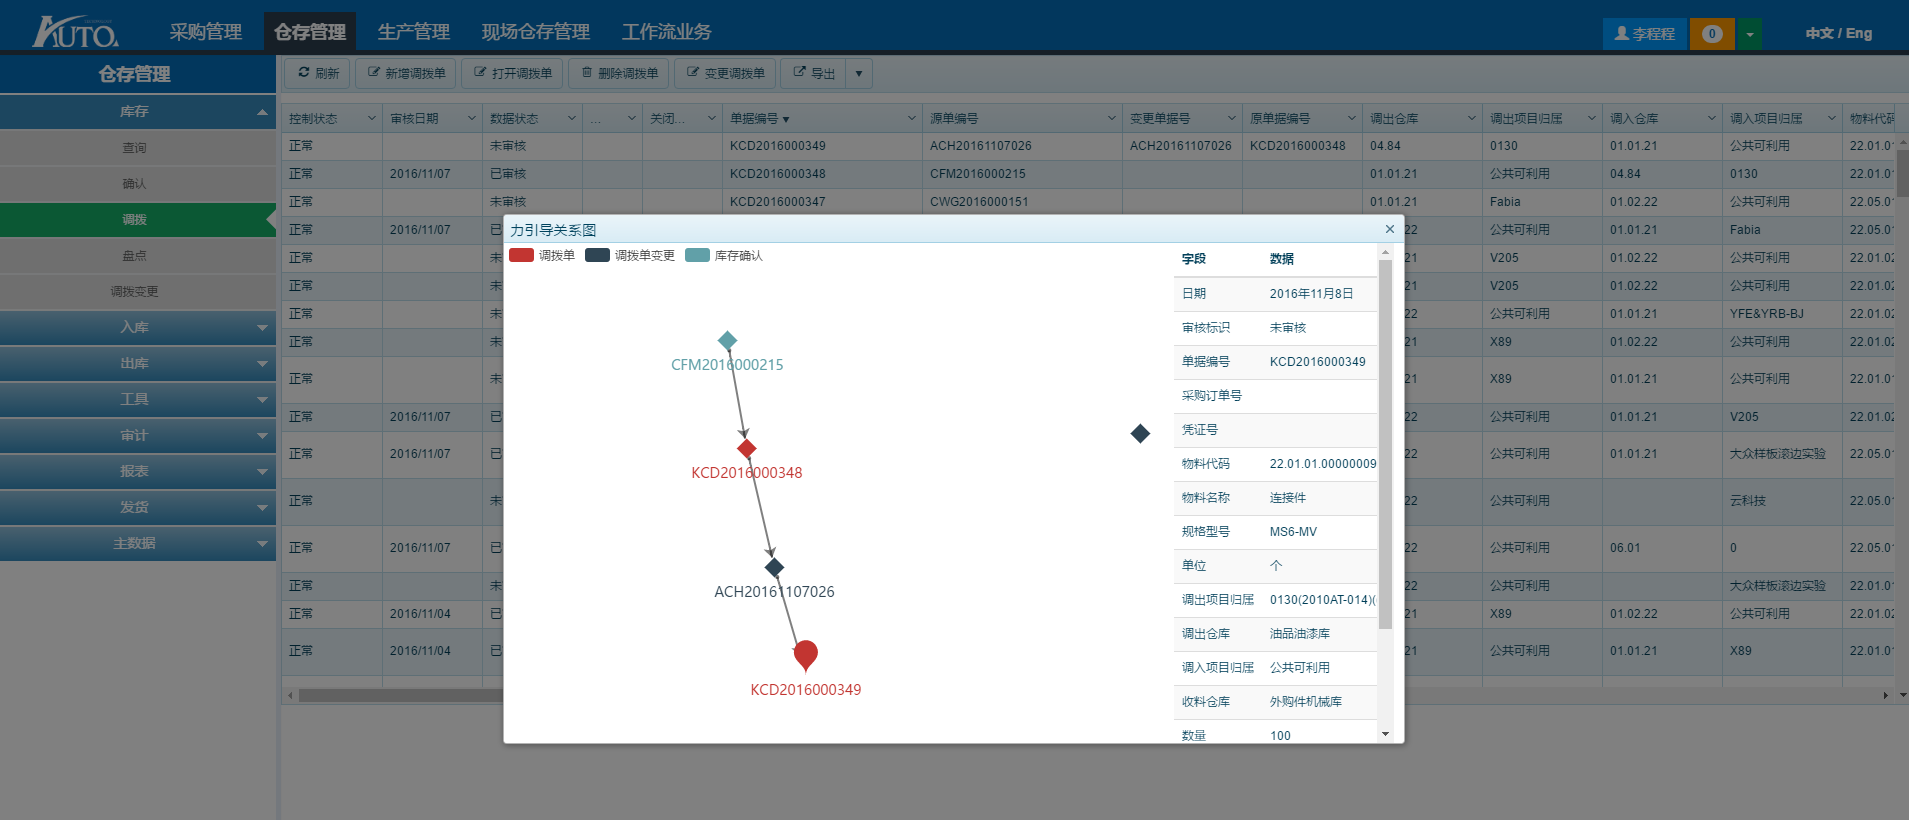 AUTO 采购管理 仓存管理 生产管理 现场仓存管理 工作流业务 李程程 0 中文 / Eng
仓存管理
库存
查询
确认
调拨
盘点
调拨变更
入库
出库
工具
审计
报表
发货
主数据
刷新 新增调拨单 打开调拨单 删除调拨单 变更调拨单 导出
控制状态 审核日期 数据状态 ... 关闭... 单据编号 源单编号 变更单据号 原单据编号 调出仓库 调出项目归属 调入仓库 调入项目归属 物料代码
正常 未审核 KCD2016000349 ACH20161107026 ACH20161107026 KCD2016000348 04.84 0130 01.01.21 公共可利用 22.01.01
正常 2016/11/07 已审核 KCD2016000348 CFM2016000215 01.01.21 公共可利用 04.84 0130 22.01.01
正常 未审核 KCD2016000347 CWG2016000151 01.01.21 Fabia 01.02.22 公共可利用 22.05.01
正常 2016/11/07 已 22 公共可利用 01.01.21 Fabia 22.05.01
正常 未 21 V205 01.02.22 公共可利用 22.01.02
正常 未 21 V205 01.02.22 公共可利用 22.01.02
正常 未 22 公共可利用 01.01.21 YFE&YRB-BJ 22.01.02
正常 未 21 X89 01.02.22 公共可利用 22.01.02
正常 未 21 X89 01.01.21 公共可利用 22.05.01
正常 2016/11/07 已 22 公共可利用 01.01.21 V205 22.01.02
正常 2016/11/07 已 22 公共可利用 01.01.21 大众样板滚边实验 22.05.01
正常 未 22 公共可利用 云科技 22.05.01
正常 2016/11/07 已 22 公共可利用 06.01 0 22.05.01
正常 未 22 公共可利用 大众样板滚边实验 22.01.01
正常 2016/11/04 已 21 X89 01.02.22 公共可利用 22.01.02
正常 2016/11/04 已 21 公共可利用 01.01.21 X89 22.01.01
力引导关系图
调拨单 调拨单变更 库存确认
CFM2016000215
KCD2016000348
ACH20161107026
KCD2016000349
字段 数据
日期 2016年11月8日
审核标识 未审核
单据编号 KCD2016000349
采购订单号
凭证号
物料代码 22.01.01.00000009
物料名称 连接件
规格型号 MS6-MV
单位 个
调出项目归属 0130(2010AT-014)(
调出仓库 油品油漆库
调入项目归属 公共可利用
收料仓库 外购件机械库
数量 100